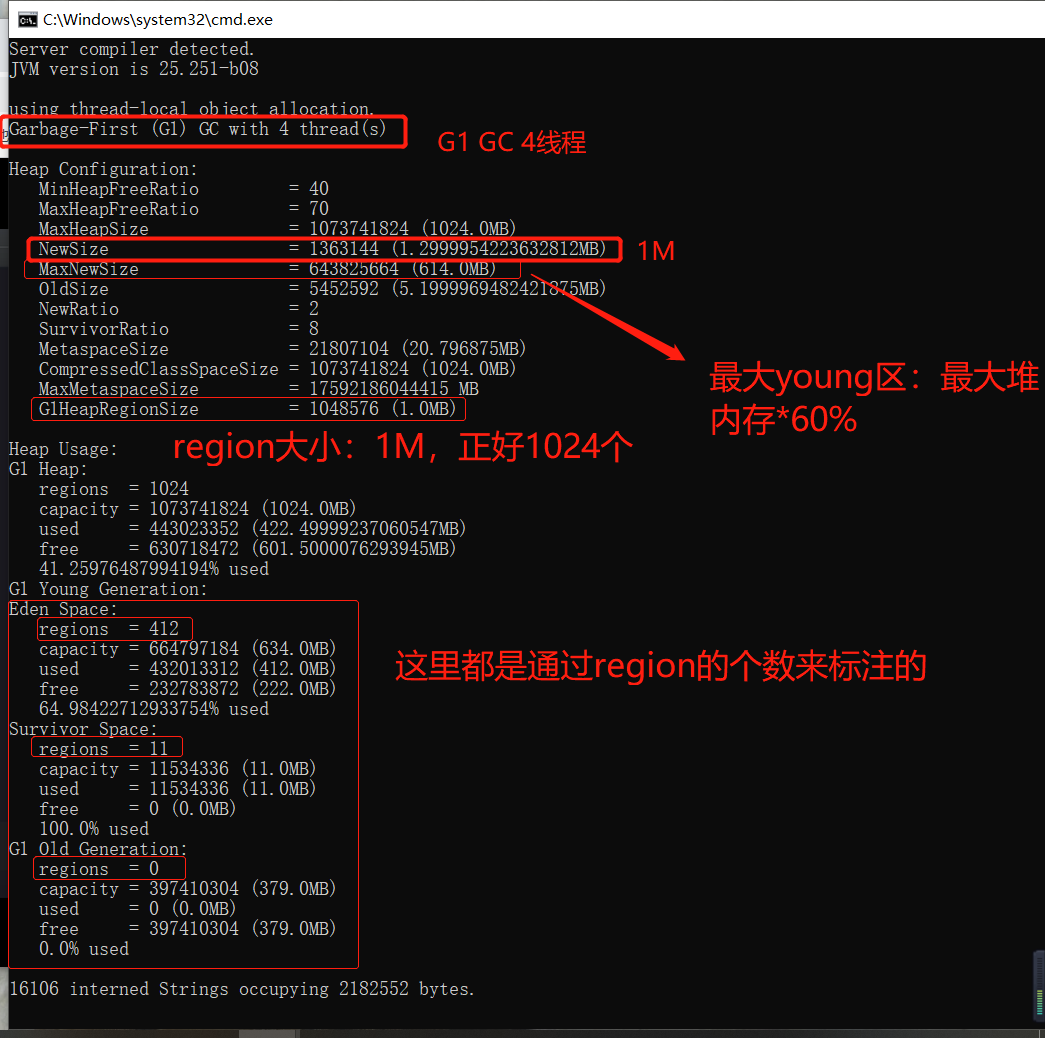 C:\Windows\system32\cmd.exe
Server compiler detected.
JVM version is 25.251-b08
using thread-local object allocation.
Garbage-First (G1) GC with 4 thread(s)
G1 GC 4线程
Heap Configuration:
MinHeapFreeRatio = 40
MaxHeapFreeRatio = 70
MaxHeapSize = 1073741824 (1024.0MB)
NewSize = 1363144 (1.2999954223632812MB)
1M
MaxNewSize = 643825664 (614.0MB)
OldSize = 5452592 (5.1999969482421875MB)
NewRatio = 2
SurvivorRatio = 8
MetaspaceSize = 21807104 (20.796875MB)
CompressedClassSpaceSize = 1073741824 (1024.0MB)
MaxMetaspaceSize = 17592186044415 MB
G1HeapRegionSize = 1048576 (1.0MB)
最大young区：最大堆
内存*60%
region大小：1M，正好1024个
Heap Usage:
G1 Heap:
regions = 1024
capacity = 1073741824 (1024.0MB)
used = 443023352 (422.49999237060547MB)
free = 630718472 (601.5000076293945MB)
41.25976487994194% used
G1 Young Generation:
Eden Space:
regions = 412
capacity = 664797184 (634.0MB)
used = 432013312 (412.0MB)
free = 232783872 (222.0MB)
64.98422712933754% used
这里都是通过region的个数来标注的
Survivor Space:
regions = 11
capacity = 11534336 (11.0MB)
used = 11534336 (11.0MB)
free = 0 (0.0MB)
100.0% used
G1 Old Generation:
regions = 0
capacity = 397410304 (379.0MB)
used = 0 (0.0MB)
free = 397410304 (379.0MB)
0.0% used
16106 interned Strings occupying 2182552 bytes.